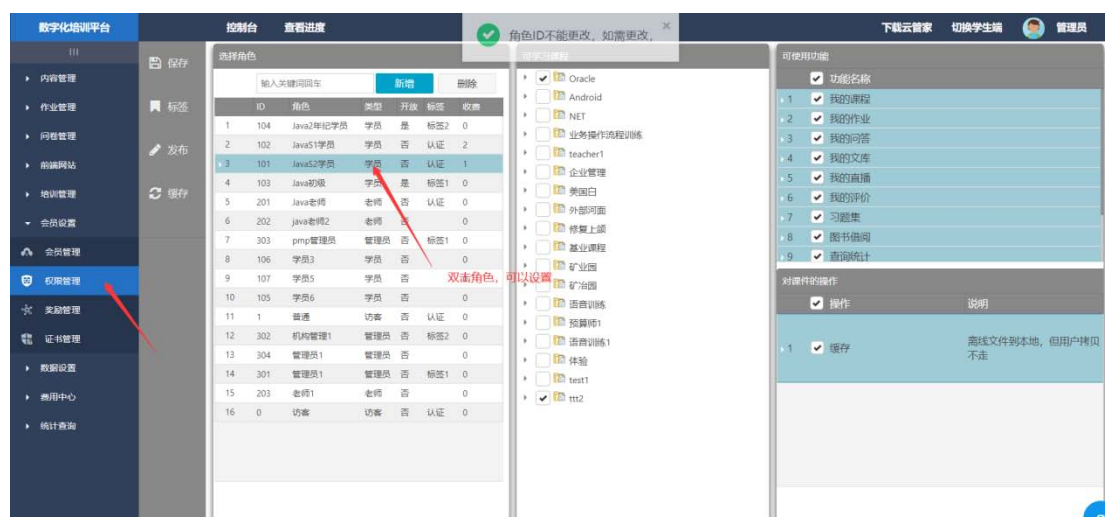 数字化培训平台 控制台 查看进度 角色ID不能更改，如需更改， × 下载云管家 切换学生端 管理员
内容管理
作业管理
问卷管理
前端网站
培训管理
会员设置
会员管理
权限管理
奖励管理
证书管理
数据设置
费用中心
统计查询
保存
标签
发布
缓存
选择角色
输入关键词回车 新增 删除
ID 角色 类型 开放 标签 收费
1 104 Java2年纪学员 学员 是 标签2 0
2 102 JavaS1学员 学员 否 认证 2
3 101 JavaS2学员 学员 否 认证 1
4 103 Java初级 学员 是 标签1 0
5 201 Java老师 老师 否 认证 0
6 202 java老师2 老师 否 0
7 303 pmp管理员 管理员 否 标签1 0
8 106 学员3 学员 否 0
9 107 学员5 学员 否 0
10 105 学员6 学员 否 0
11 1 普通 访客 否 认证 0
12 302 机构管理1 管理员 否 标签2 0
13 304 管理员1 管理员 否 0
14 301 管理员1 管理员 否 标签1 0
15 203 老师1 老师 否 0
16 0 访客 访客 否 认证 0
双击角色，可以设置
可学习课程
Oracle
Android
NET
业务操作流程训练
teacher1
企业管理
美国白
外部河面
修复上颌
基业课程
矿业园
矿冶园
语音训练
预算师1
语音训练1
体验
test1
ttt2
可使用功能
功能名称
1 我的课程
2 我的作业
3 我的问答
4 我的文库
5 我的直播
6 我的评价
7 习题集
8 图书借阅
9 查询统计
对课件的操作
操作 说明
1 缓存 离线文件到本地，但用户拷贝
不走